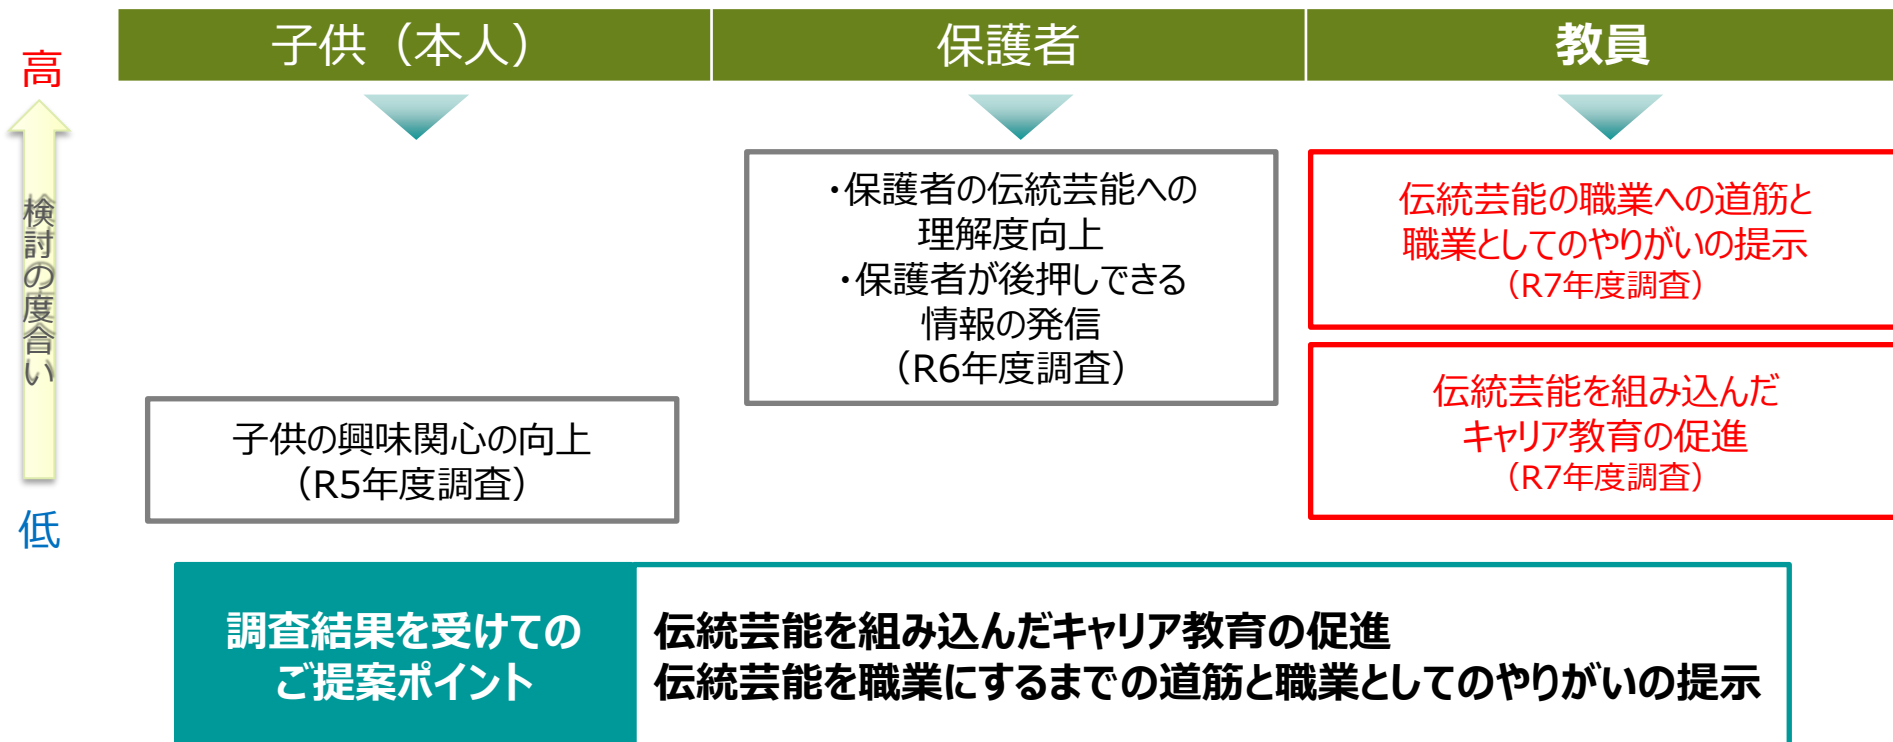 子供（本人）
保護者
教員
高
検討の度合い
低
子供の興味関心の向上
（R5年度調査）
・保護者の伝統芸能への
理解度向上
・保護者が後押しできる
情報の発信
（R6年度調査）
伝統芸能の職業への道筋と
職業としてのやりがいの提示
（R7年度調査）
伝統芸能を組み込んだ
キャリア教育の促進
（R7年度調査）
調査結果を受けての
ご提案ポイント
伝統芸能を組み込んだキャリア教育の促進
伝統芸能を職業にするまでの道筋と職業としてのやりがいの提示